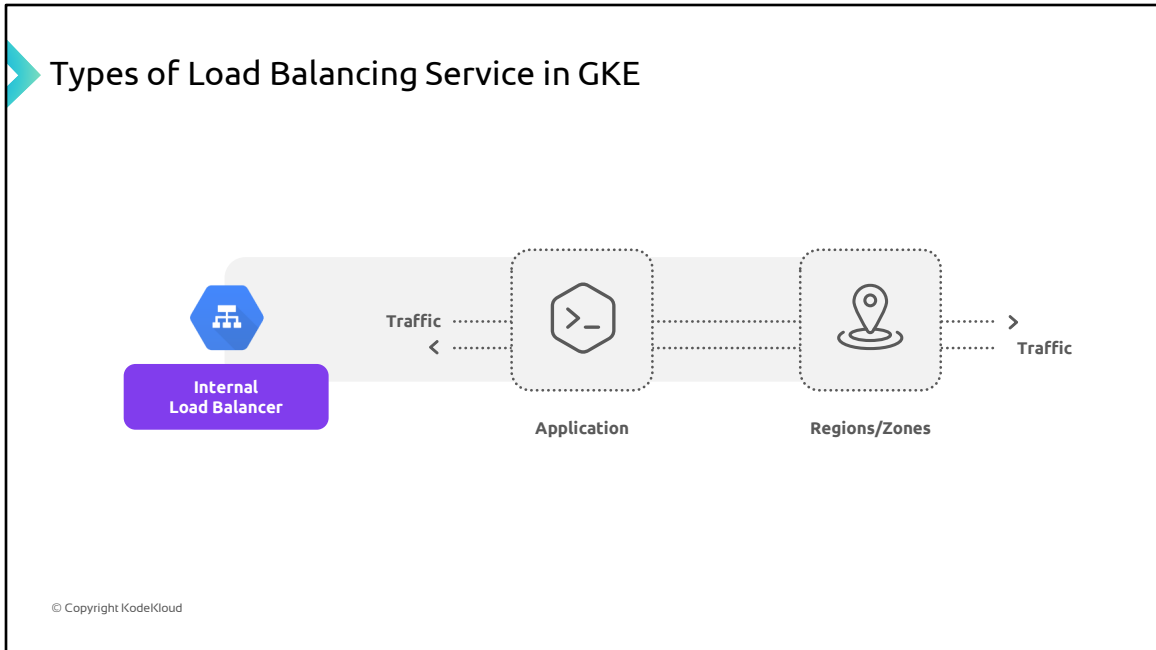 Types of Load Balancing Service in GKE
Traffic
Traffic
Internal
Load Balancer
Application
Regions/Zones
© Copyright KodeKloud